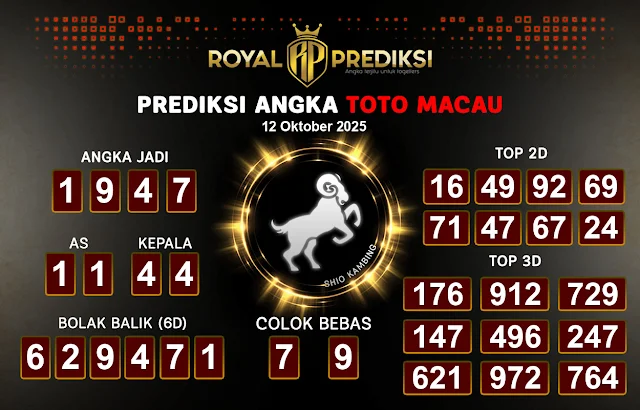 ROYAL RP PREDIKSI
Angka terjitu untuk togellers
PREDIKSI ANGKA TOTO MACAU
12 Oktober 2025
ANGKA JADI
1 9 4 7
AS KEPALA
1 1 4 4
BOLAK BALIK (6D)
6 2 9 4 7 1
SHIO KAMBING
COLOK BEBAS
7 9
TOP 2D
16 49 92 69
71 47 67 24
TOP 3D
176 912 729
147 496 247
621 972 764